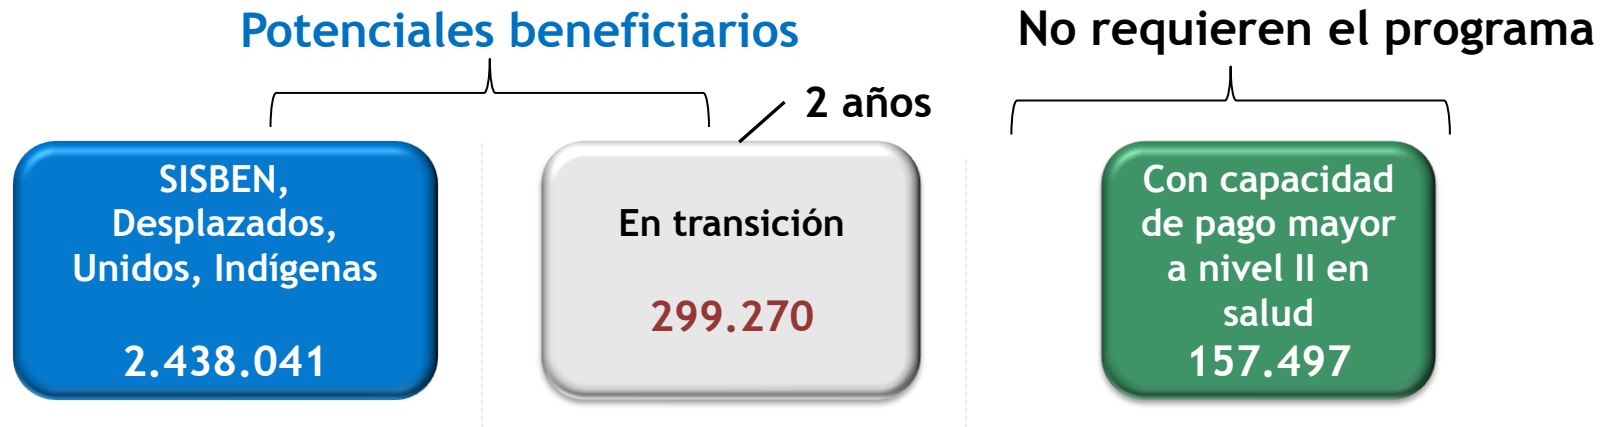 Potenciales beneficiarios
No requieren el programa
2 años
SISBEN,
Desplazados,
Unidos, Indígenas
2.438.041
En transición
299.270
Con capacidad
de pago mayor
a nivel II en
salud
157.497